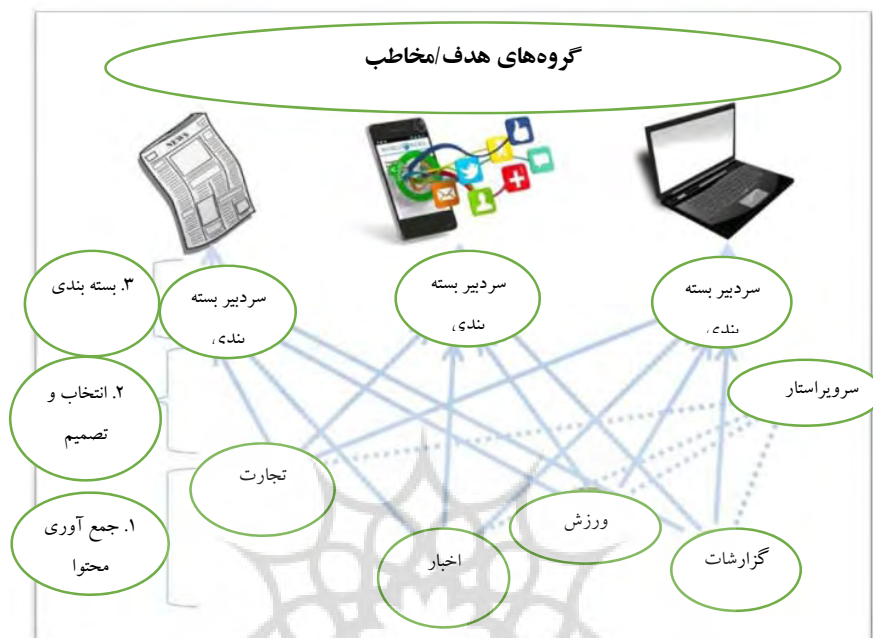 گروه‌های هدف/مخاطب
NEWS
۳. بسته بندی
سردبیر بسته
بندی
سردبیر بسته
بندی
سردبیر بسته
بندی
۲. انتخاب و
تصمیم
سرویراستار
تجارت
۱. جمع آوری
محتوا
اخبار
ورزش
گزارشات